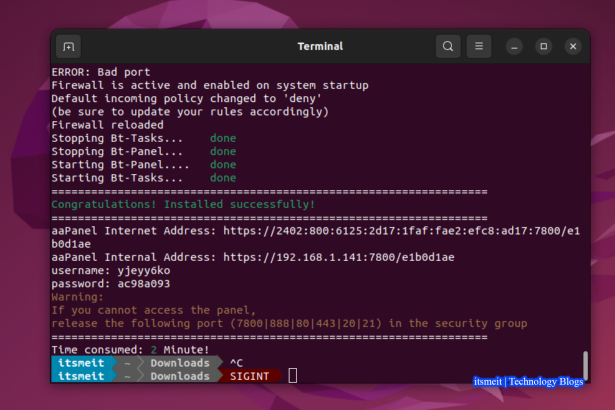 Terminal
ERROR: Bad port
Firewall is active and enabled on system startup
Default incoming policy changed to 'deny'
(be sure to update your rules accordingly)
Firewall reloaded
Stopping Bt-Tasks... done
Stopping Bt-Panel... done
Starting Bt-Panel.... done
Starting Bt-Tasks... done
==================================================================
Congratulations! Installed successfully!
==================================================================
aaPanel Internet Address: https://2402:800:6125:2d17:1faf:fae2:efc8:ad17:7800/e1
b0d1ae
aaPanel Internal Address: https://192.168.1.141:7800/e1b0d1ae
username: yjeyy6ko
password: ac98a093
Warning:
If you cannot access the panel,
release the following port (7800|888|80|443|20|21) in the security group
==================================================================
Time consumed: 2 Minute!
itsmeit ~ Downloads ^C
itsmeit ~ Downloads SIGINT
itsmeit | Technology Blogs